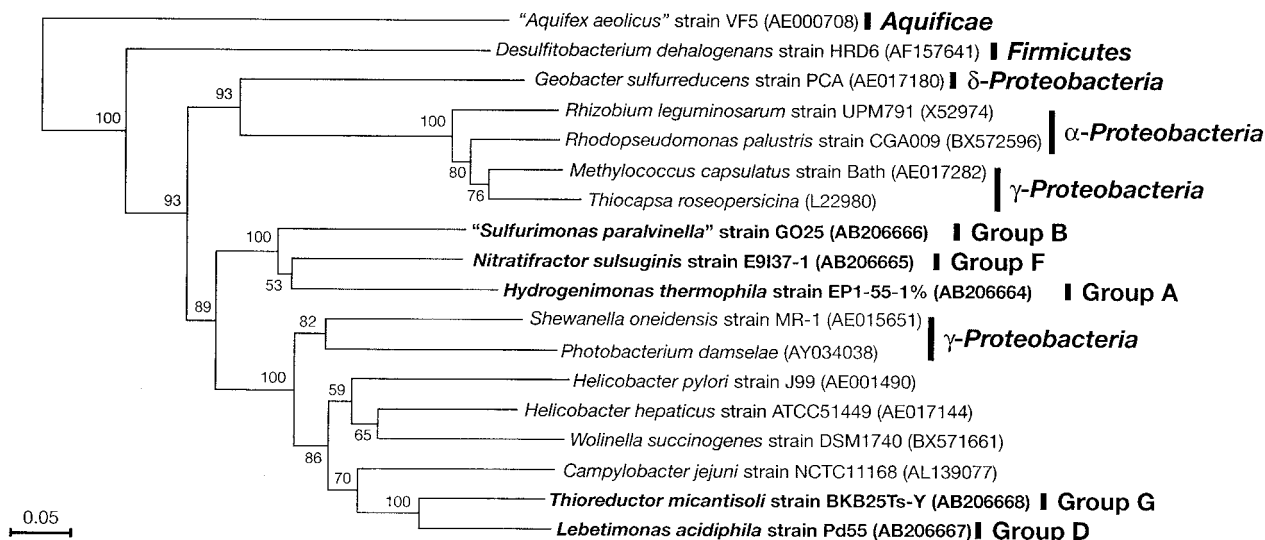 “Aquifex aeolicus” strain VF5 (AE000708) Aquificae
Desulfitobacterium dehalogenans strain HRD6 (AF157641) Firmicutes
93 Geobacter sulfurreducens strain PCA (AE017180) δ-Proteobacteria
100 100 Rhizobium leguminosarum strain UPM791 (X52974)
α-Proteobacteria
Rhodopseudomonas palustris strain CGA009 (BX572596)
80 Methylococcus capsulatus strain Bath (AE017282)
γ-Proteobacteria
93 76 Thiocapsa roseopersicina (L22980)
100 “Sulfurimonas paralvinella” strain GO25 (AB206666) Group B
Nitratifractor sulsuginis strain E9I37-1 (AB206665) Group F
53 Hydrogenimonas thermophila strain EP1-55-1% (AB206664) Group A
89 82 Shewanella oneidensis strain MR-1 (AE015651)
γ-Proteobacteria
Photobacterium damselae (AY034038)
100 59 Helicobacter pylori strain J99 (AE001490)
Helicobacter hepaticus strain ATCC51449 (AE017144)
65 Wolinella succinogenes strain DSM1740 (BX571661)
86 70 Campylobacter jejuni strain NCTC11168 (AL139077)
100 Thioreductor micantisoli strain BKB25Ts-Y (AB206668) Group G
0.05 Lebetimonas acidiphila strain Pd55 (AB206667) Group D